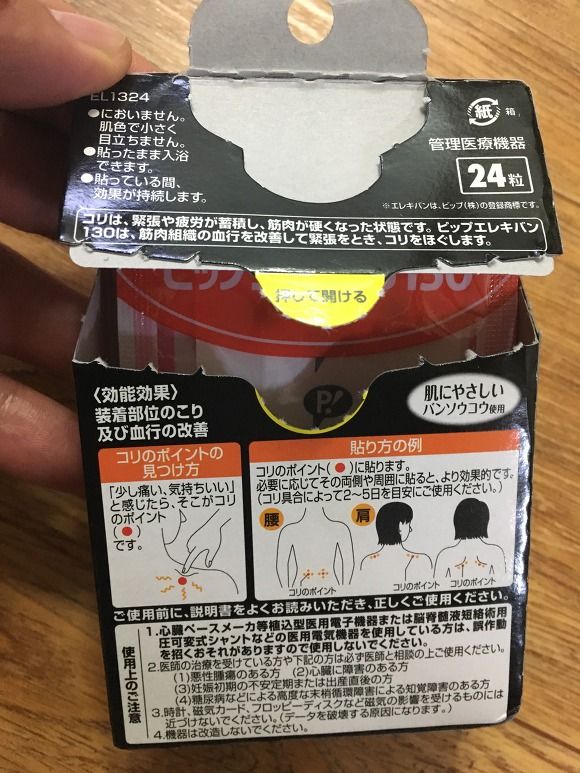 EL1324
●においません。
肌色で小さく
目立ちません。
●貼ったまま入浴
できます。
●貼っている間、
効果が持続します。
紙
箱
管理医療機器
24粒
※エレキバンは、ピップ(株)の登録商標です。
コリは、緊張や疲労が蓄積し、筋肉が硬くなった状態です。ピップエレキバン
130は、筋肉組織の血行を改善して緊張をとき、コリをほぐします。
押して開ける
P!
〈効能効果〉
装着部位のこり
及び血行の改善
肌にやさしい
バンソウコウ使用
コリのポイントの
見つけ方
「少し痛い、気持ちいい」
と感じたら、そこがコリ
のポイント
(●)
です。
貼り方の例
コリのポイント(●)に貼ります。
必要に応じてその両側や周囲に貼ると、より効果的です。
(コリ具合によって2〜5日を目安にご使用ください。)
腰
肩
コリのポイント
コリのポイント
コリのポイント
ご使用前に、説明書をよくお読みいただき、正しくご使用ください。
使用上のご注意
1.心臓ペースメーカ等植込型医用電子機器または脳脊髄液短絡術用
圧可変式シャントなどの医用電気機器を使用している方は、誤作動
を招くおそれがありますので使用しないでください。
2.医師の治療を受けている方や下記の方は必ず医師と相談の上ご使用ください。
(1)悪性腫瘍のある方 (2)心臓に障害のある方
(3)妊娠初期の不安定期または出産直後の方
(4)糖尿病などによる高度な末梢循環障害による知覚障害のある方
3.時計、磁気カード、フロッピーディスクなど磁気の影響を受けるものには
近づけないでください。(データを破壊する原因になります。)
4.機器は改造しないでください。